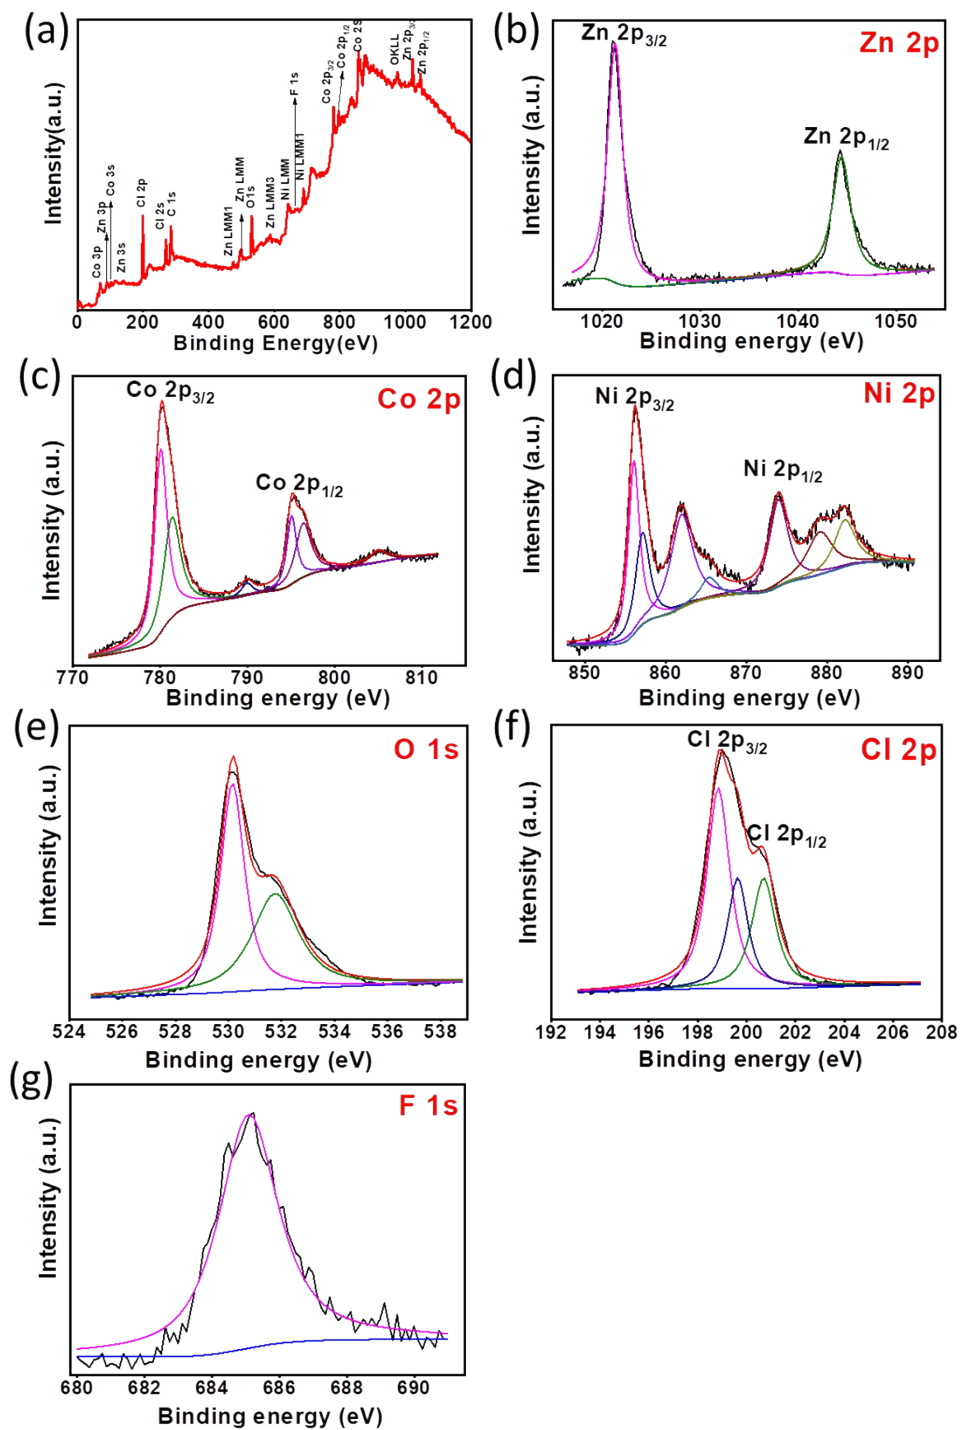 (a)
Intensity(a.u.)
Co 3p
Zn 3p
Co 3s
Zn 3s
Cl 2p
Cl 2s
C 1s
Zn LMM1
Zn LMM
O1s
Zn LMM3
Ni LMM
F 1s
Ni LMM1
Co 2p3/2
Co 2p1/2
Co 2S
OKLL
Zn 2p3/2
Zn 2p1/2
0 200 400 600 800 1000 1200
Binding Energy(eV)
(b)
Intensity (a.u.)
Zn 2p3/2
Zn 2p
Zn 2p1/2
1020 1030 1040 1050
Binding energy (eV)
(c)
Intensity (a.u.)
Co 2p3/2
Co 2p
Co 2p1/2
770 780 790 800 810
Binding energy (eV)
(d)
Intensity (a.u.)
Ni 2p3/2
Ni 2p
Ni 2p1/2
850 860 870 880 890
Binding energy (eV)
(e)
Intensity (a.u.)
O 1s
524 526 528 530 532 534 536 538
Binding energy (eV)
(f)
Intensity (a.u.)
Cl 2p3/2
Cl 2p
Cl 2p1/2
192 194 196 198 200 202 204 206 208
Binding energy (eV)
(g)
Intensity (a.u.)
F 1s
680 682 684 686 688 690
Binding energy (eV)